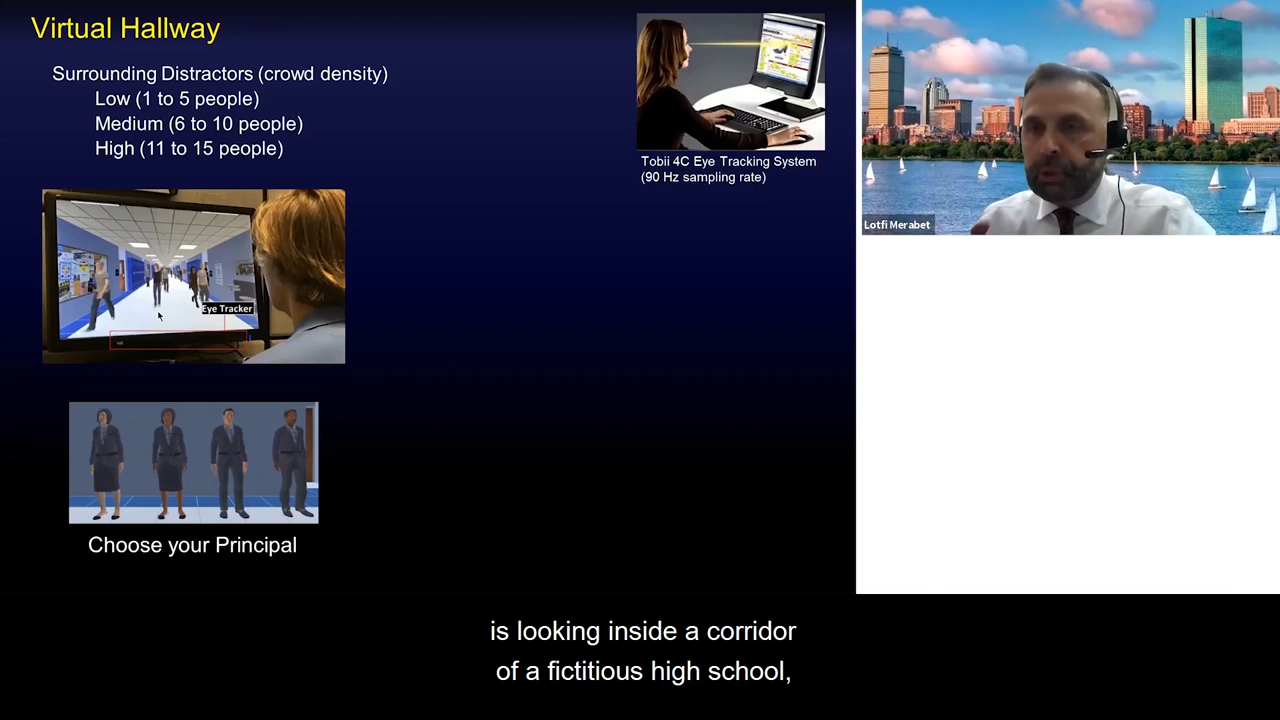 Virtual Hallway
Surrounding Distractors (crowd density)
Low (1 to 5 people)
Medium (6 to 10 people)
High (11 to 15 people)
Tobii 4C Eye Tracking System
(90 Hz sampling rate)
Lotfi Merabet
Eye Tracker
Choose your Principal
is looking inside a corridor
of a fictitious high school,